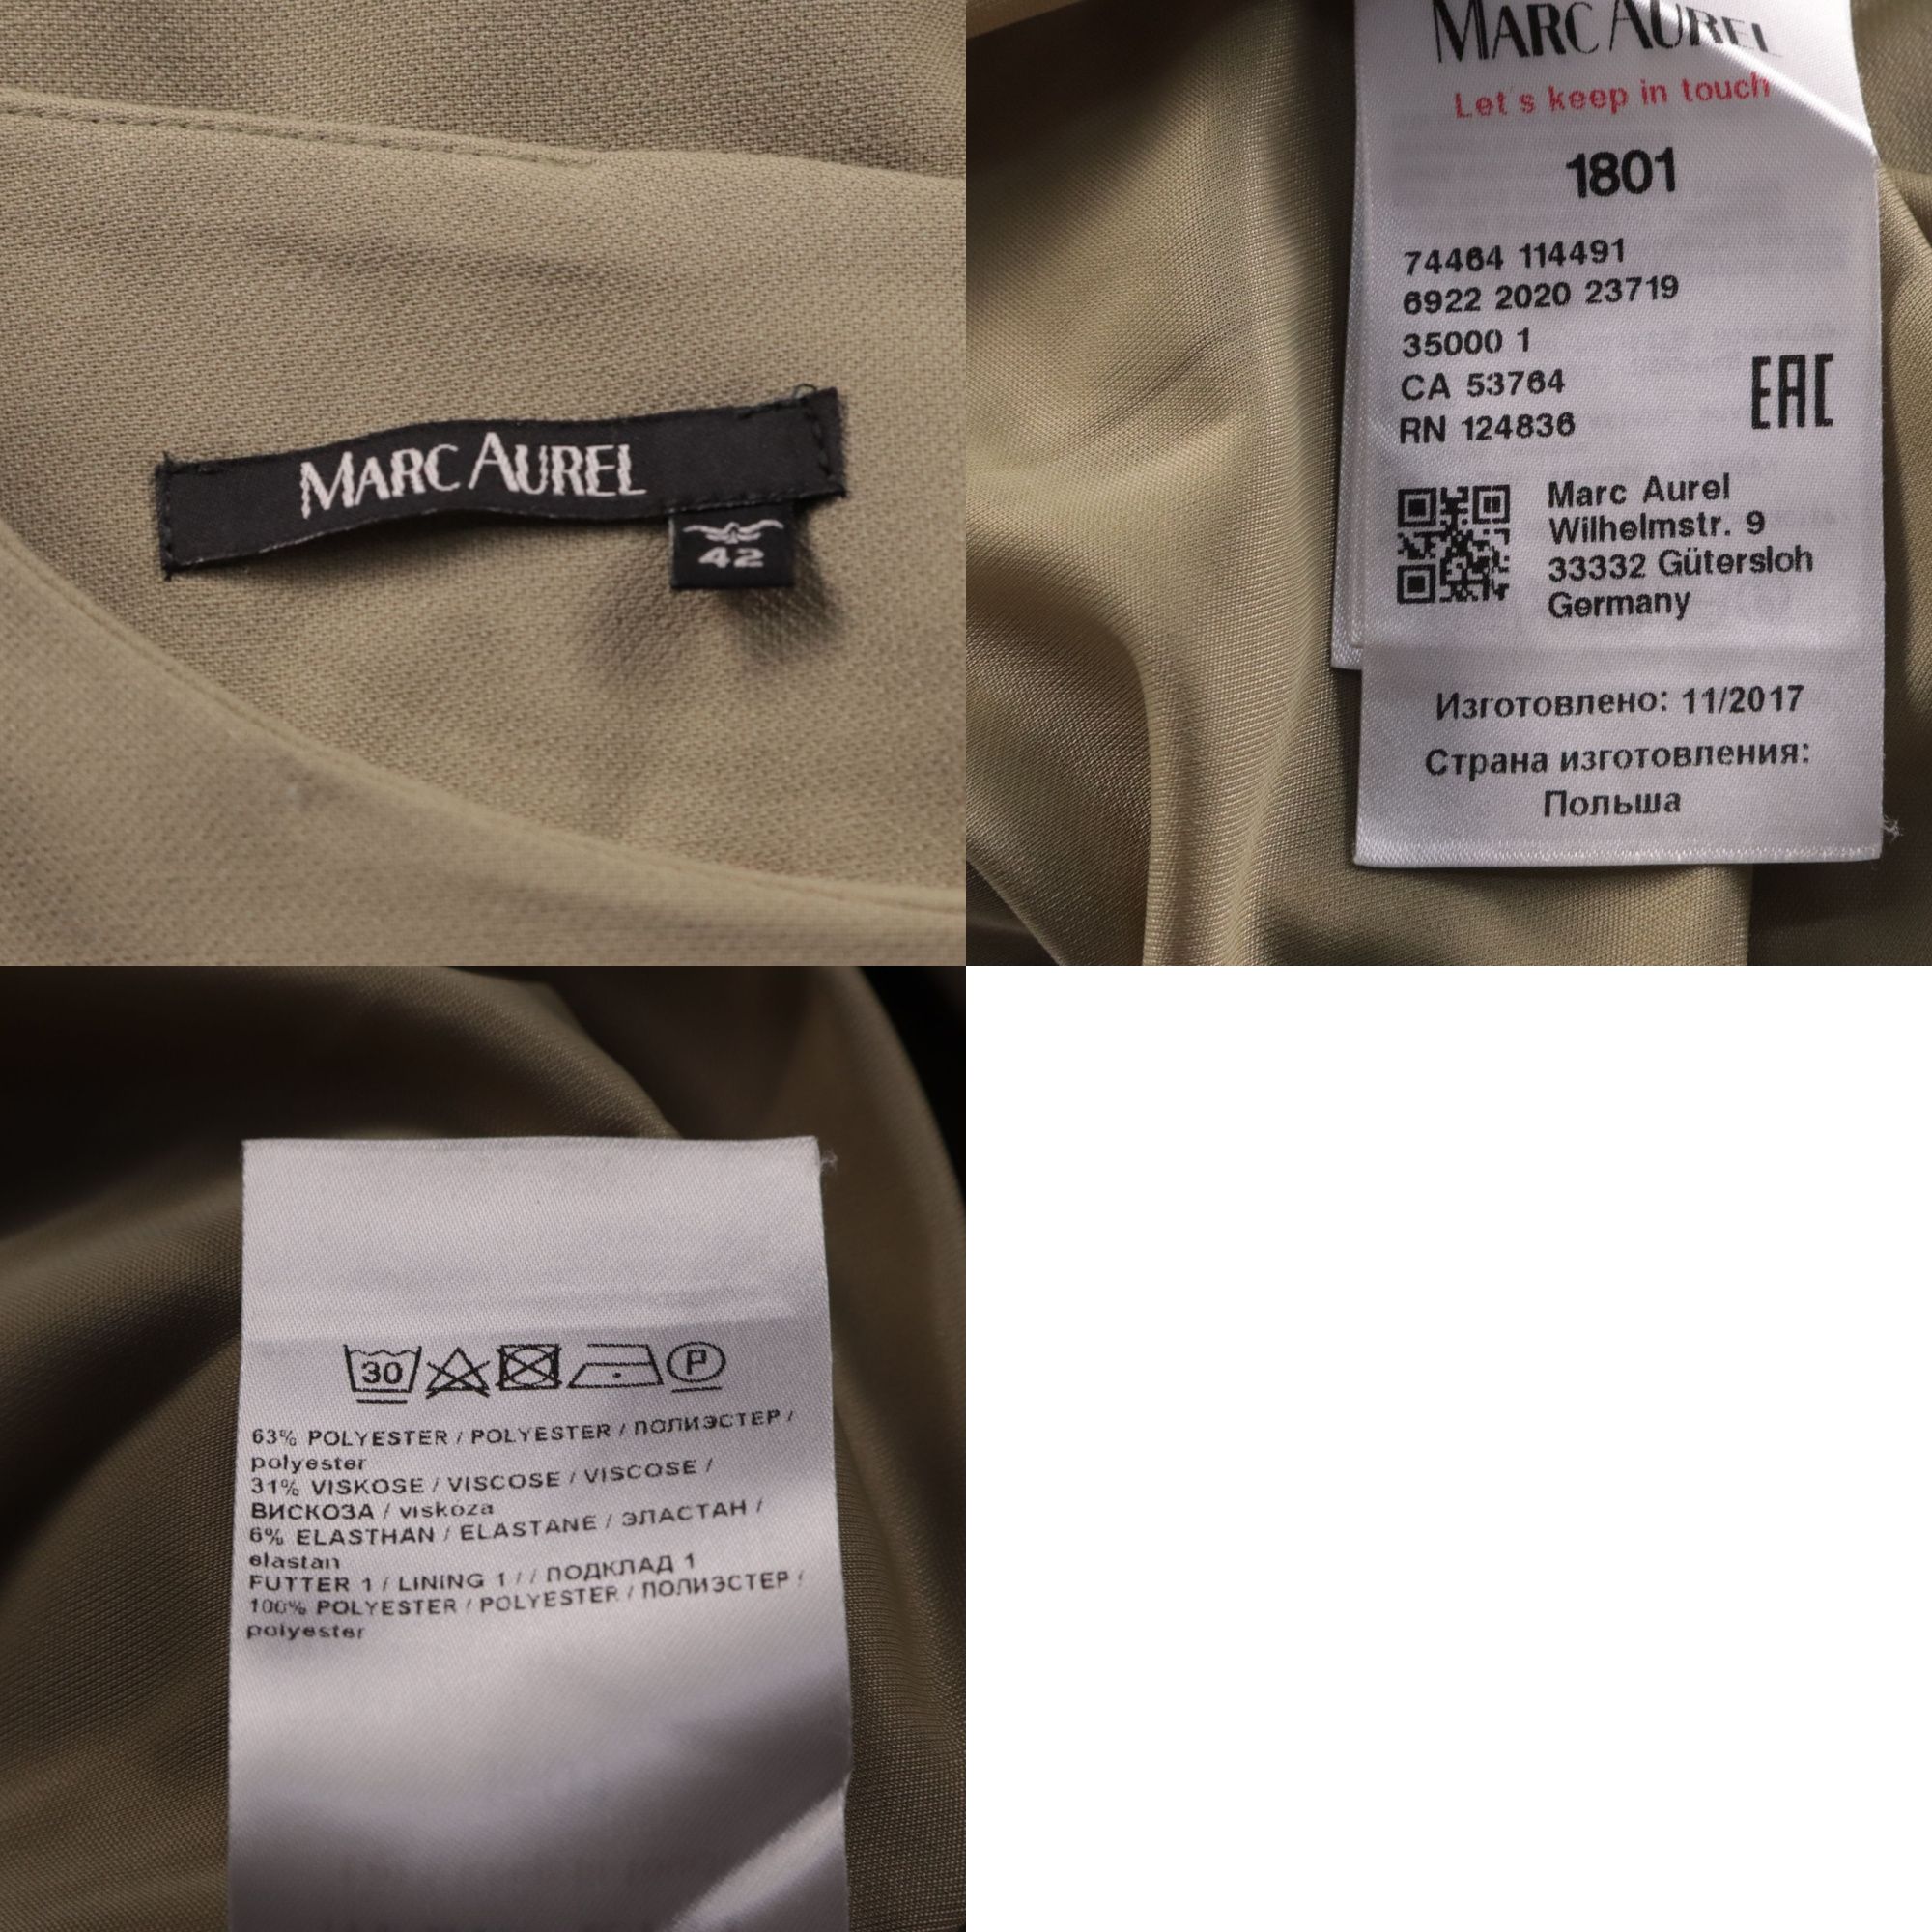 MARC AUREL
42
MARC AUREL
Let s keep in touch
1801
74464 114491
6922 2020 23719
35000 1
CA 53764
RN 124836
EAC
Marc Aurel
Wilhelmstr. 9
33332 Gütersloh
Germany
Изготовлено: 11/2017
Страна изготовления:
Польша
30 P
63% POLYESTER / POLYESTER / ПОЛИЭСТЕР /
polyester
31% VISKOSE / VISCOSE / VISCOSE /
ВИСКОЗА / viskoza
6% ELASTHAN / ELASTANE / ЭЛАСТАН /
elastan
FUTTER 1 / LINING 1 / / ПОДКЛАД 1
100% POLYESTER / POLYESTER / ПОЛИЭСТЕР /
polyester